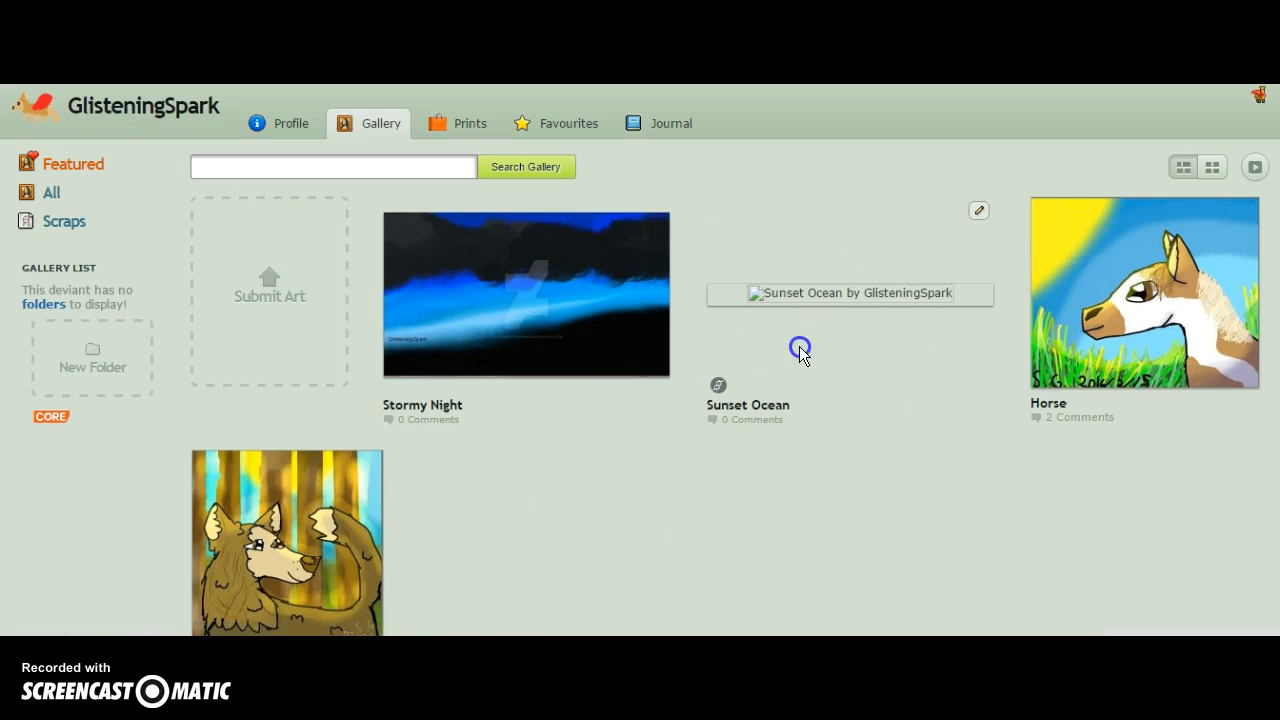 GlisteningSpark
Profile
Gallery
Prints
Favourites
Journal
Featured
All
Scraps
Search Gallery
GALLERY LIST
This deviant has no
folders to display!
New Folder
CORE
Submit Art
Stormy Night
0 Comments
Sunset Ocean by GlisteningSpark
Sunset Ocean
0 Comments
Horse
2 Comments
Recorded with
SCREENCAST MATIC